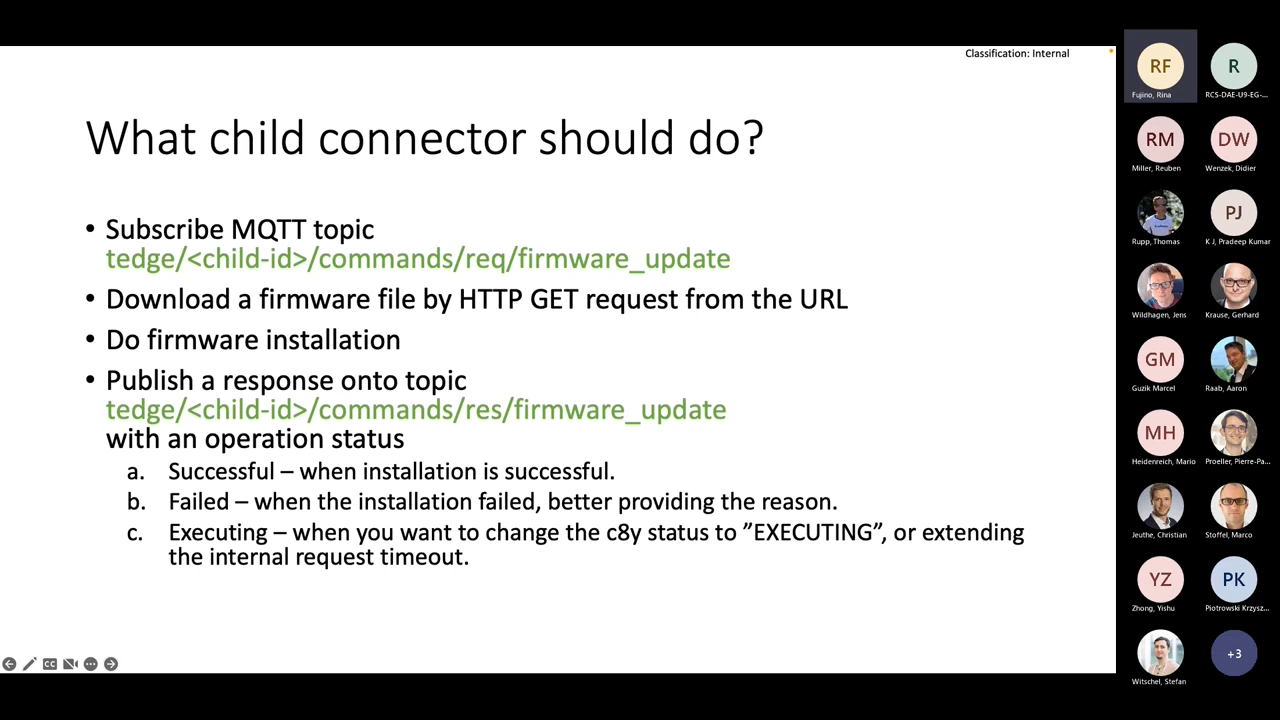 Classification: Internal
What child connector should do?
• Subscribe MQTT topic
tedge/<child-id>/commands/req/firmware_update
• Download a firmware file by HTTP GET request from the URL
• Do firmware installation
• Publish a response onto topic
tedge/<child-id>/commands/res/firmware_update
with an operation status
a. Successful – when installation is successful.
b. Failed – when the installation failed, better providing the reason.
c. Executing – when you want to change the c8y status to ”EXECUTING”, or extending
the internal request timeout.
CC
RF
R
Fujino, Rina
RCS-DAE-U9-EG-...
RM
DW
Miller, Reuben
Wenzek, Didier
PJ
Rupp, Thomas
K J, Pradeep Kumar
Wildhagen, Jens
Krause, Gerhard
GM
Guzik Marcel
Raab, Aaron
MH
Heidenreich, Mario
Proeller, Pierre-Pa...
Jeuthe, Christian
Stoffel, Marco
YZ
PK
Zhong, Yishu
Piotrowski Krzysz...
+3
Witschel, Stefan